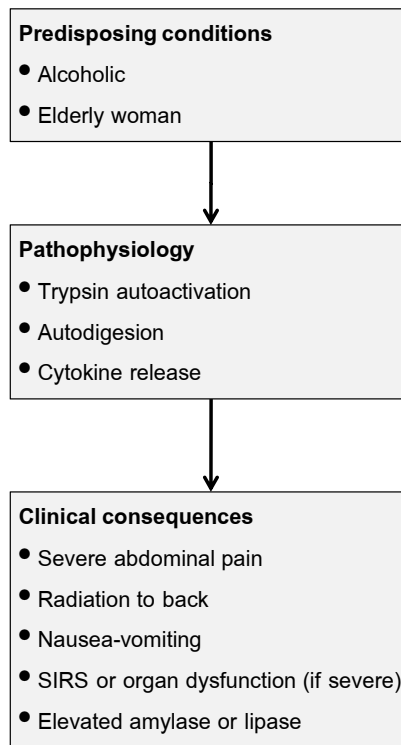 Predisposing conditions
• Alcoholic
• Elderly woman
Pathophysiology
• Trypsin autoactivation
• Autodigestion
• Cytokine release
Clinical consequences
• Severe abdominal pain
• Radiation to back
• Nausea-vomiting
• SIRS or organ dysfunction (if severe)
• Elevated amylase or lipase